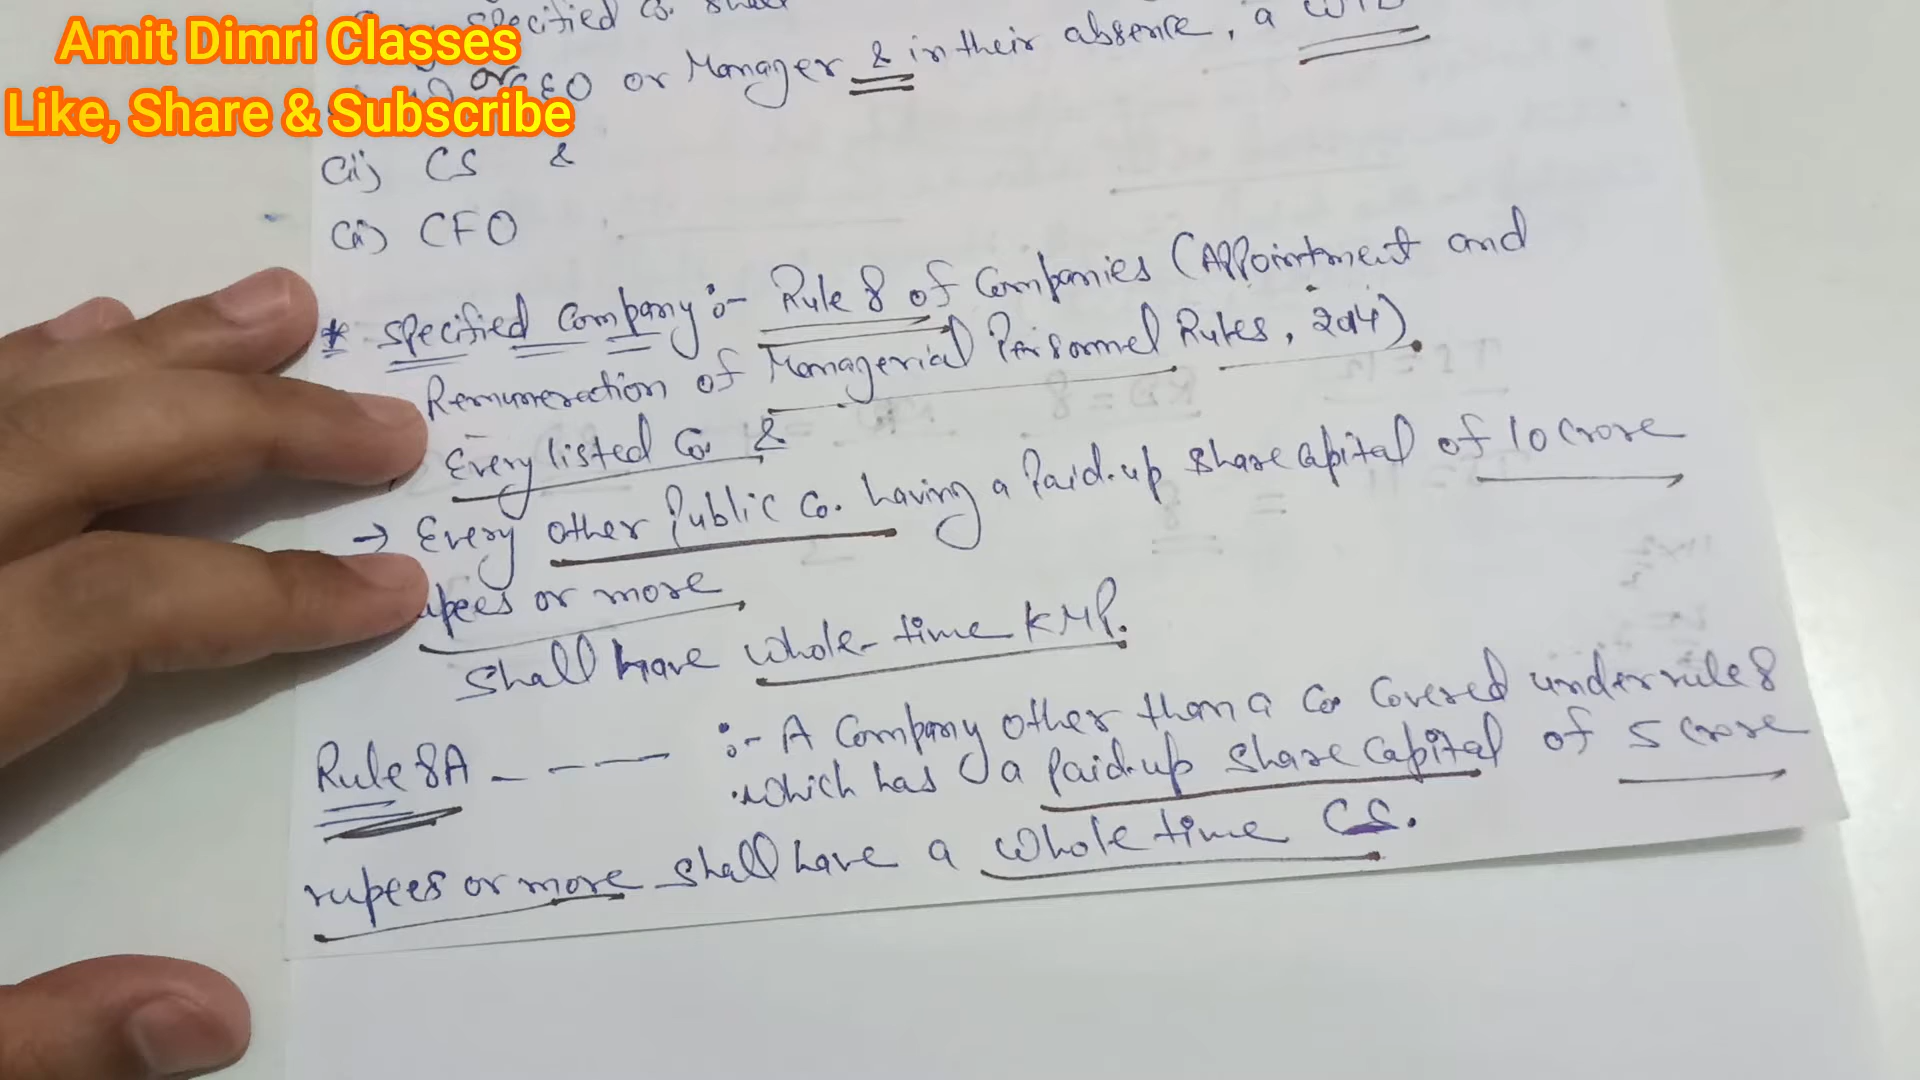 Amit Dimri Classes
Like, Share & Subscribe
specified Co. shall
or CEO or Manager & in their absence, a WTD
(ii) CS &
(iii) CFO
* Specified Company :- Rule 8 of Companies (Appointment and
Remuneration of Managerial Personnel Rules, 2014).
Every listed Co. &
→ Every other Public Co. having a Paid-up Share Capital of 10 crore
upees or more
Shall have whole-time KMP.
Rule 8A - - - — :- A Company other than a Co covered under rule 8
which has a paid-up share capital of 5 crore
rupees or more shall have a whole time CS.